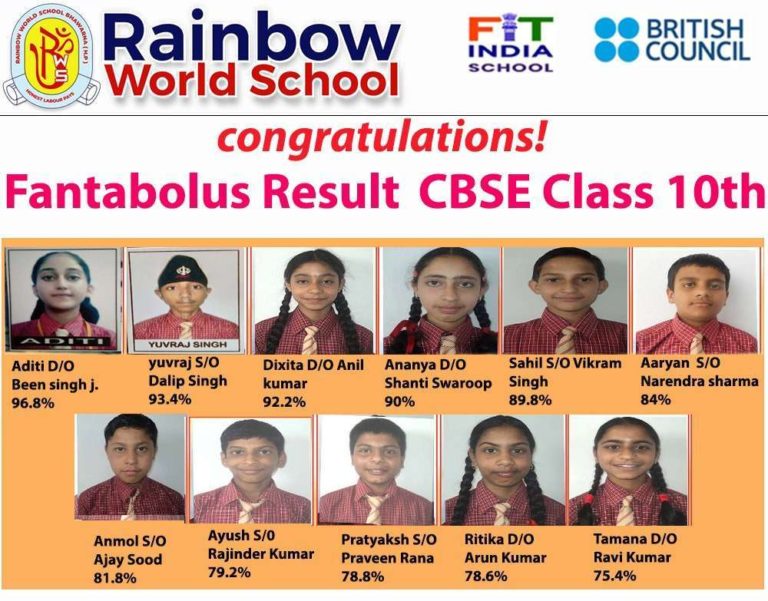 RAINBOW WORLD SCHOOL BHAWARNA (H.P.)
RWS
HONEST LABOUR PAYS
Rainbow
World School
FIT
INDIA
SCHOOL
BRITISH
COUNCIL
congratulations!
Fantabolus Result CBSE Class 10th
ADITI
YUVRAJ SINGH
Aditi D/O
Been singh j.
96.8%
yuvraj S/O
Dalip Singh
93.4%
Dixita D/O Anil
kumar
92.2%
Ananya D/O
Shanti Swaroop
90%
Sahil S/O Vikram
Singh
89.8%
Aaryan S/O
Narendra sharma
84%
Anmol S/O
Ajay Sood
81.8%
Ayush S/0
Rajinder Kumar
79.2%
Pratyaksh S/O
Praveen Rana
78.8%
Ritika D/O
Arun Kumar
78.6%
Tamana D/O
Ravi Kumar
75.4%